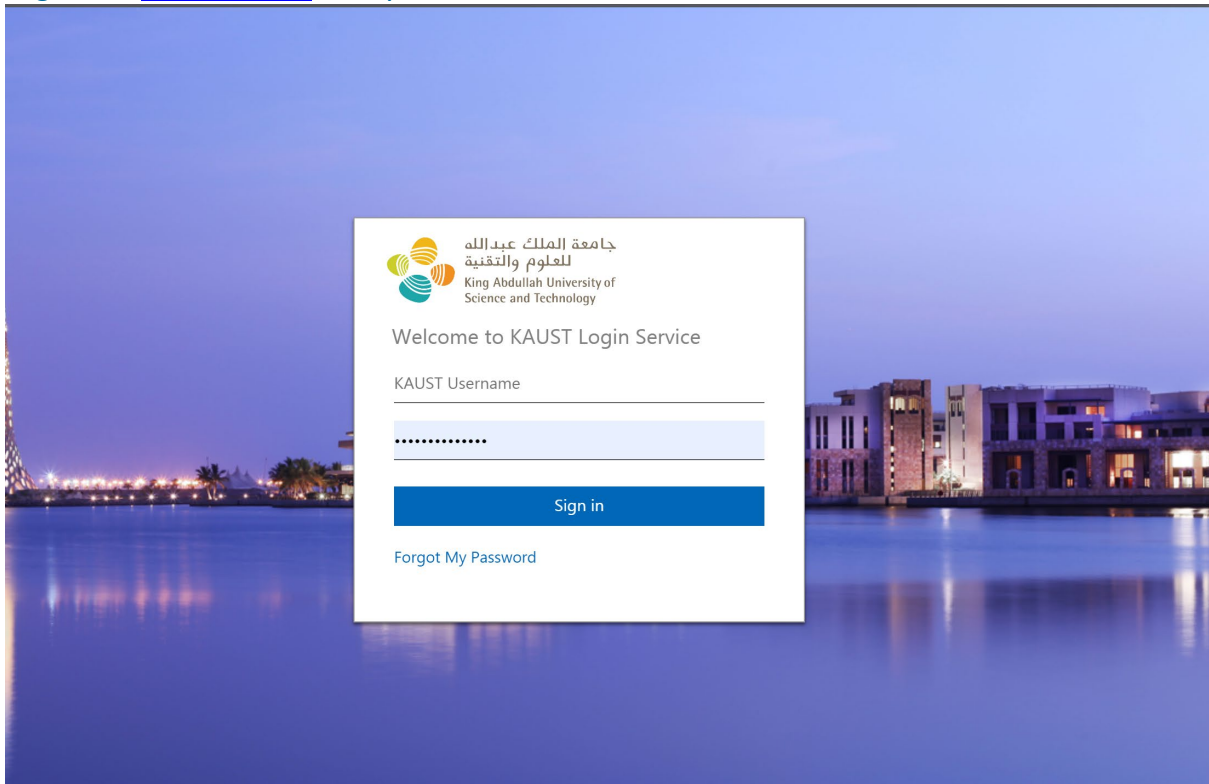 جامعة الملك عبدالله
للعلوم والتقنية
King Abdullah University of
Science and Technology
Welcome to KAUST Login Service
KAUST Username
••••••••••••••
Sign in
Forgot My Password